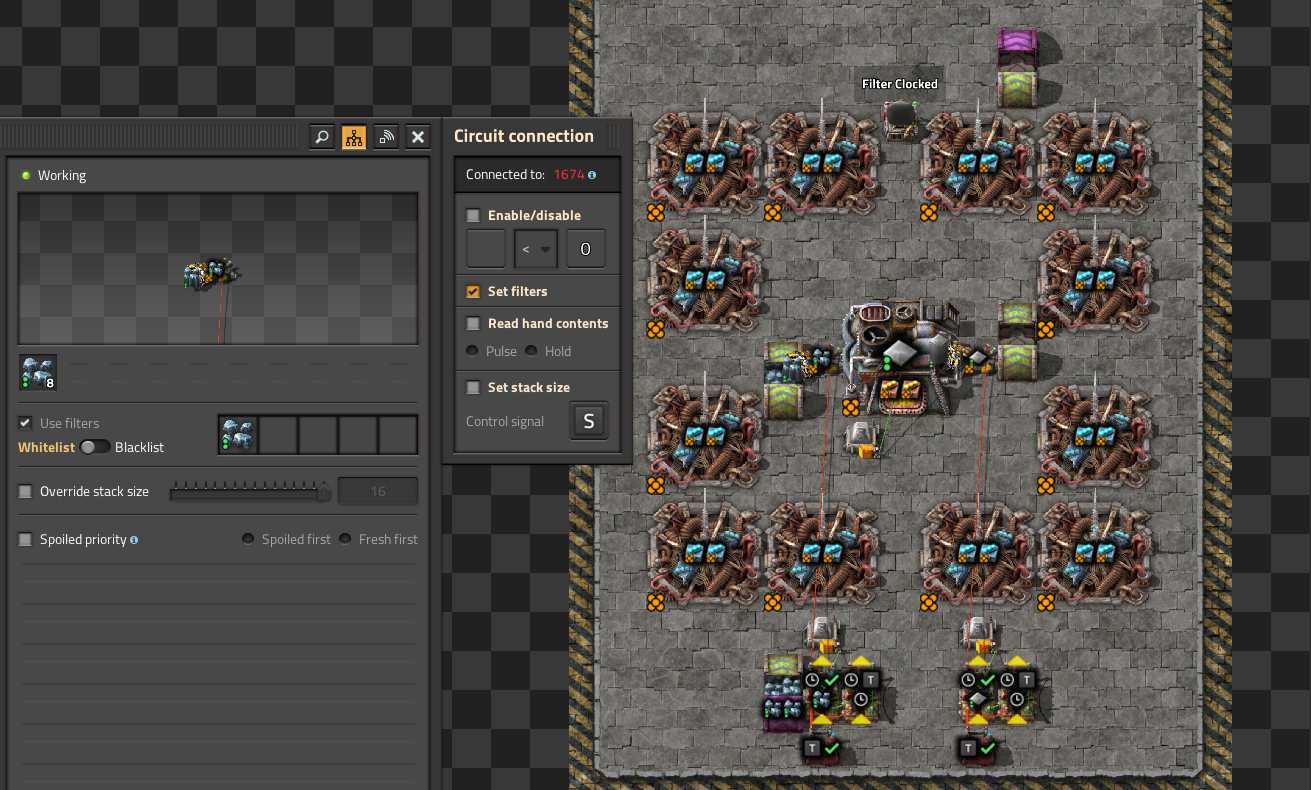 Filter Clocked
Circuit connection
Working
Connected to: 1674
Enable/disable
< 0
Set filters
Read hand contents
Pulse Hold
8
Set stack size
Use filters
Control signal S
Whitelist Blacklist
Override stack size 16
Spoiled priority Spoiled first Fresh first
T T
T T